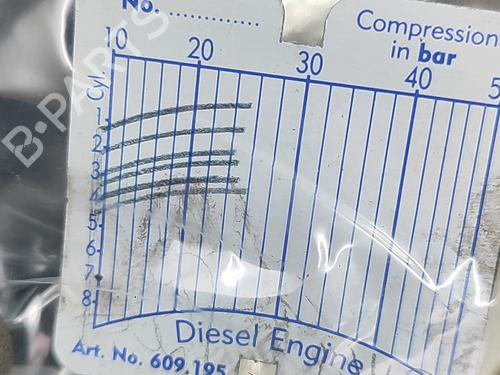 No. .............
Compression
in bar
10 20 30 40 5
Cyl.
1
2
3
4
5
6
7
8
Diesel Engine
Art. No. 609.195
B-PARTS